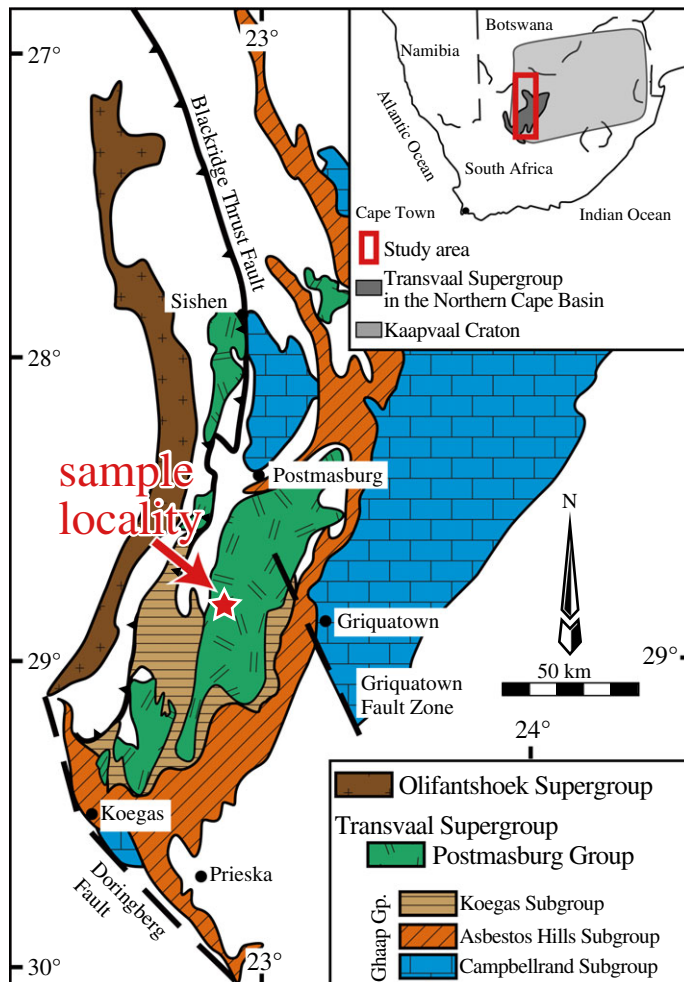 27°
23°
Blackridge Thrust Fault
Sishen
28°
sample
locality
Postmasburg
Griquatown
29°
29°
Griquatown
Fault Zone
N
50 km
24°
Koegas
Prieska
Doringberg
Fault
30°
23°
Botswana
Namibia
Atlantic Ocean
South Africa
Cape Town
Indian Ocean
Study area
Transvaal Supergroup
in the Northern Cape Basin
Kaapvaal Craton
Olifantshoek Supergroup
Transvaal Supergroup
Postmasburg Group
Ghaap Gp.
Koegas Subgroup
Asbestos Hills Subgroup
Campbellrand Subgroup